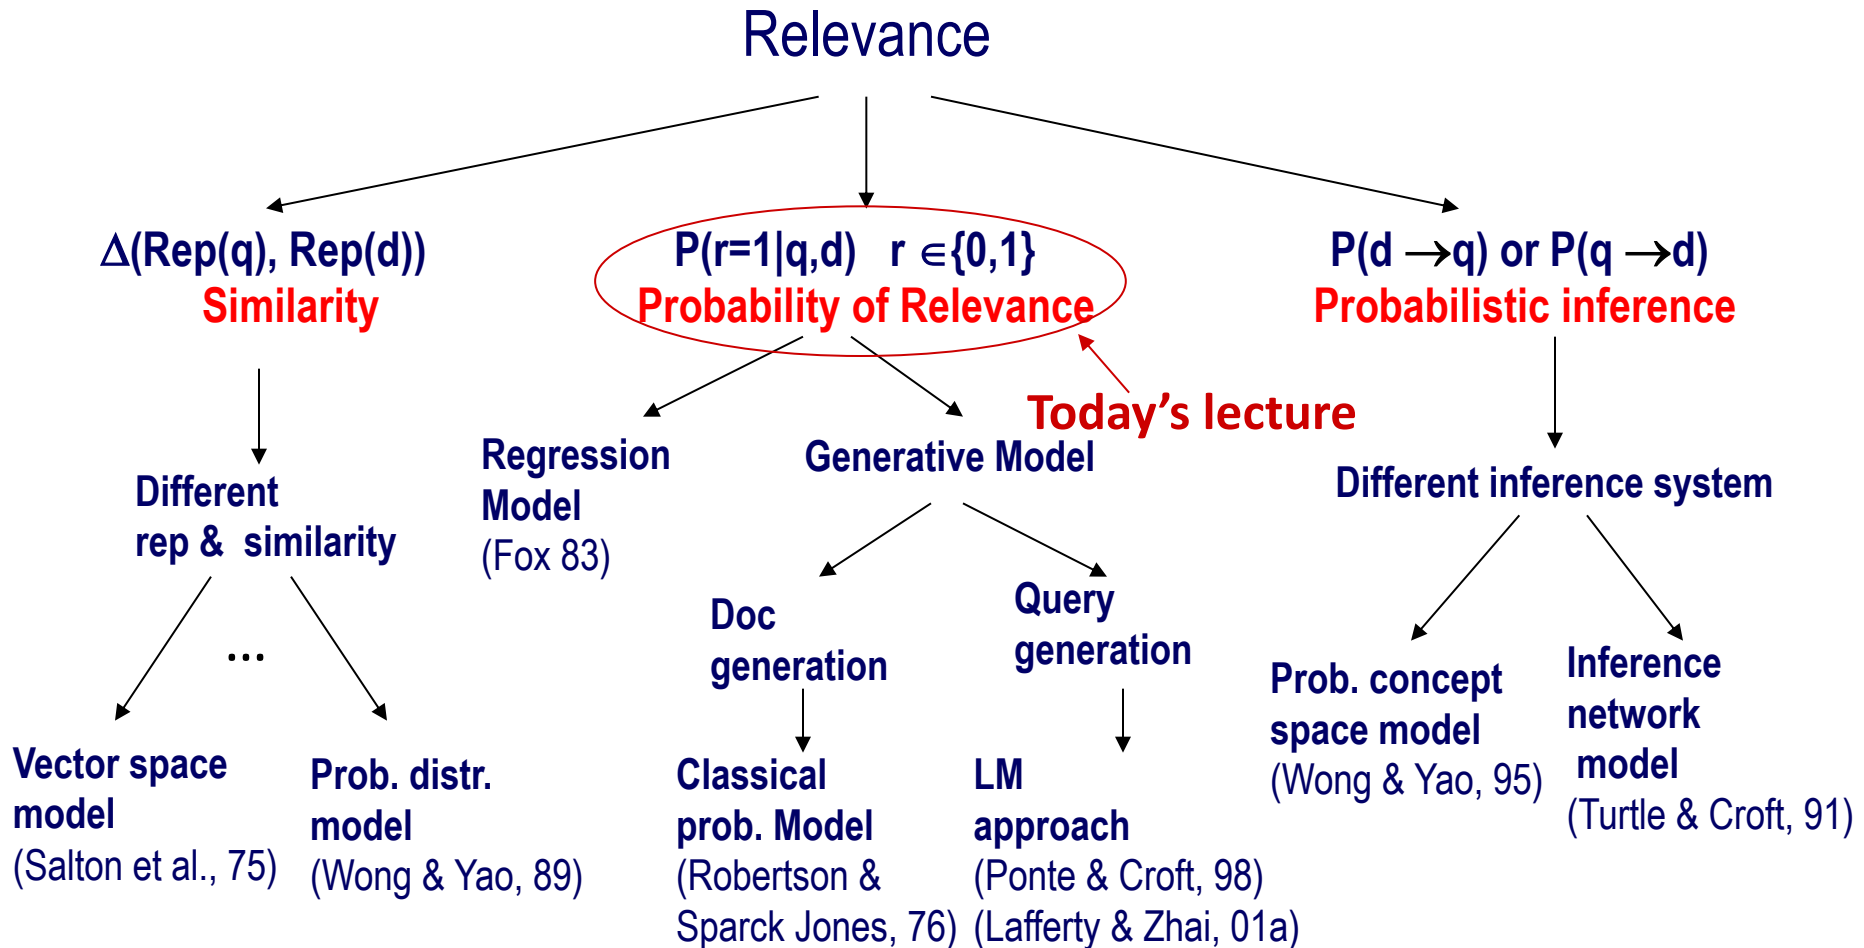 Relevance
Δ(Rep(q), Rep(d))
Similarity
P(r=1|q,d) r ∈{0,1}
Probability of Relevance
P(d →q) or P(q →d)
Probabilistic inference
Today’s lecture
Different
rep & similarity
Regression
Model
(Fox 83)
Generative Model
Different inference system
…
Doc
generation
Query
generation
Vector space
model
(Salton et al., 75)
Prob. distr.
model
(Wong & Yao, 89)
Classical
prob. Model
(Robertson &
Sparck Jones, 76)
LM
approach
(Ponte & Croft, 98)
(Lafferty & Zhai, 01a)
Prob. concept
space model
(Wong & Yao, 95)
Inference
network
model
(Turtle & Croft, 91)